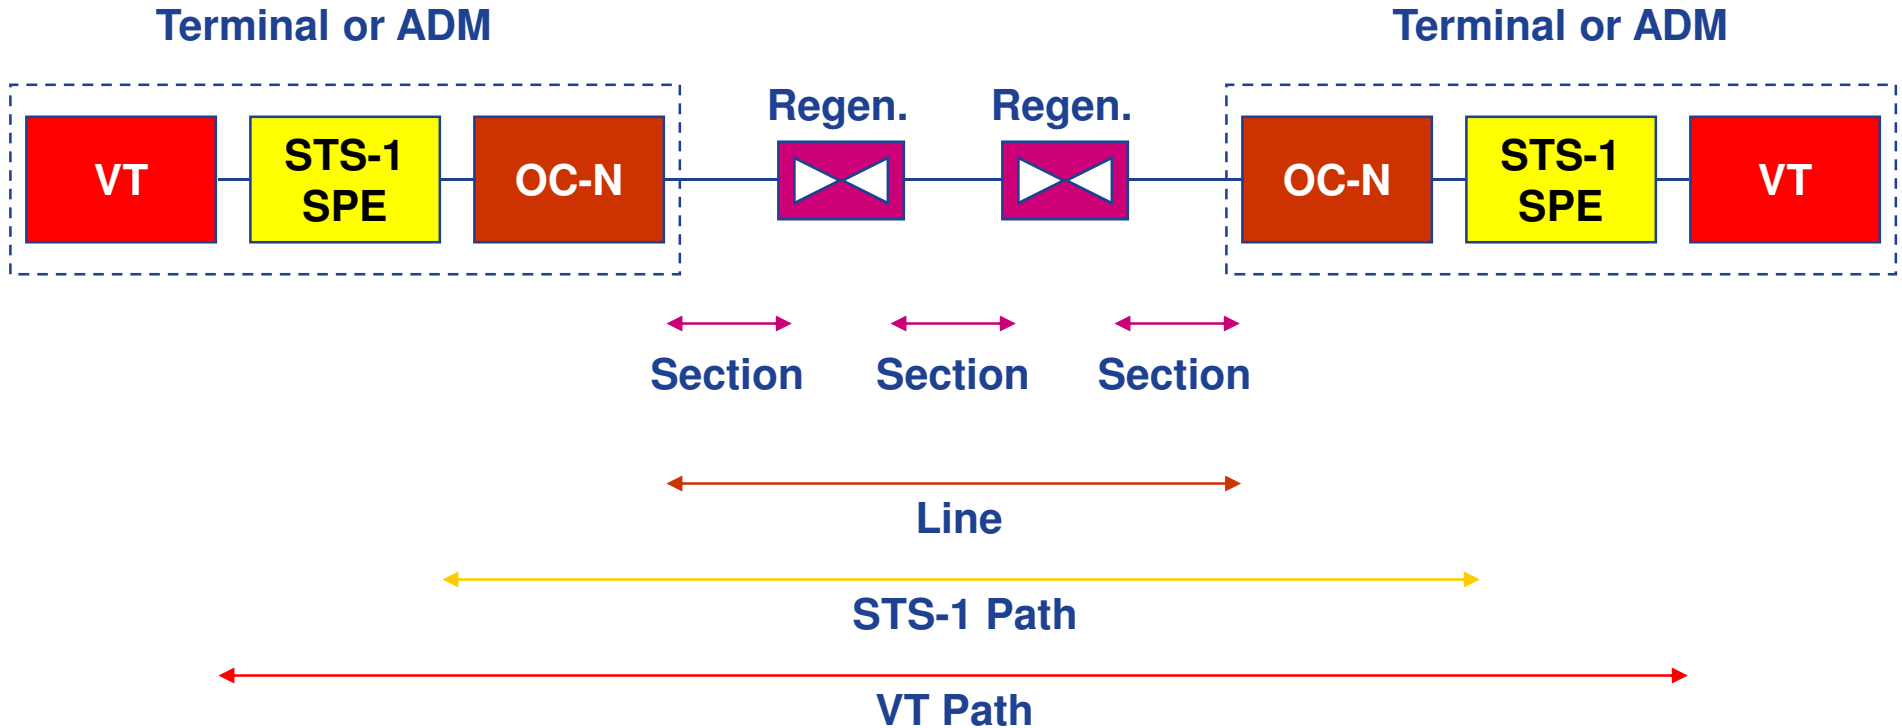 Terminal or ADM
Terminal or ADM
Regen.
Regen.
VT
STS-1
SPE
OC-N
OC-N
STS-1
SPE
VT
Section
Section
Section
Line
STS-1 Path
VT Path